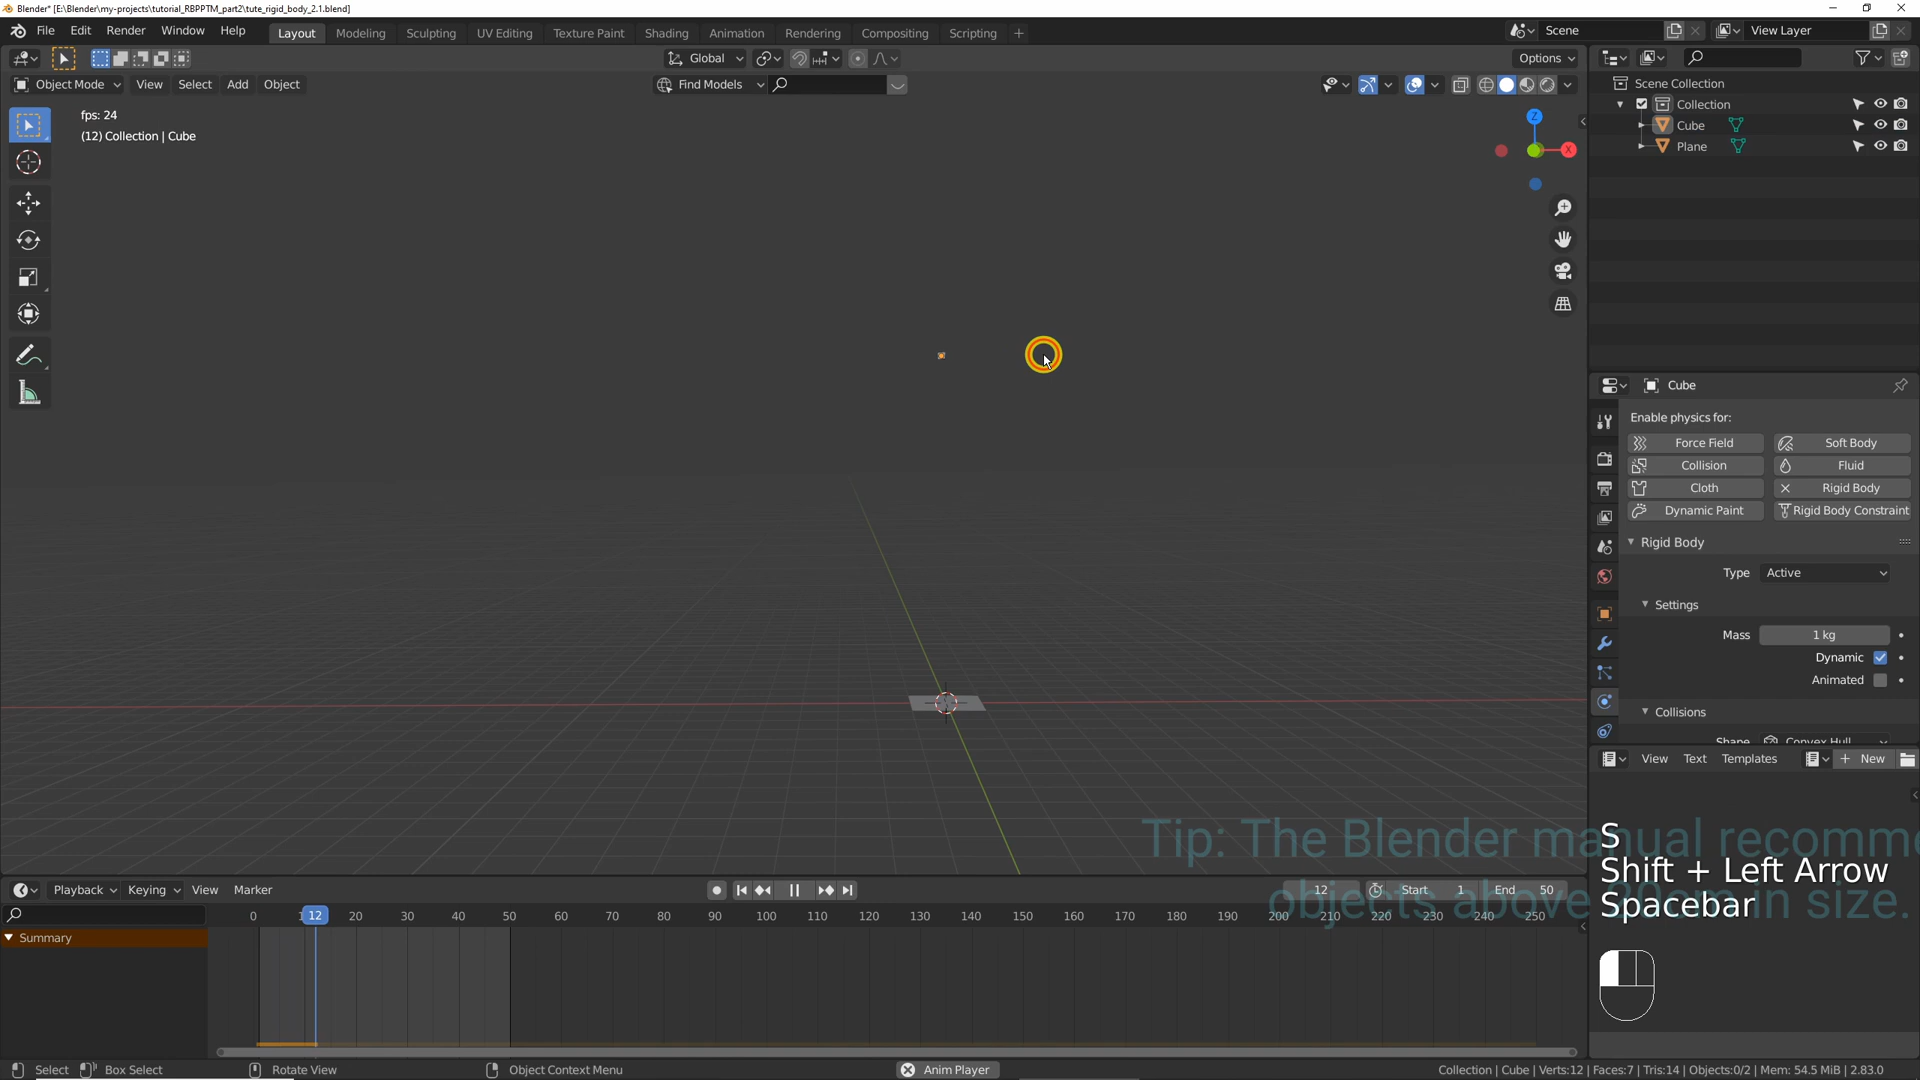 Blender* [E:\Blender\my-projects\tutorial_RBPPTM_part2\tute_rigid_body_2.1.blend]
File Edit Render Window Help Layout Modeling Sculpting UV Editing Texture Paint Shading Animation Rendering Compositing Scripting + Scene View Layer
Global Options
Object Mode View Select Add Object Find Models
fps: 24
(12) Collection | Cube
Z
X
Scene Collection
Collection
Cube
Plane
Cube
Enable physics for:
Force Field Soft Body
Collision Fluid
Cloth Rigid Body
Dynamic Paint Rigid Body Constraint
Rigid Body
Type Active
Settings
Mass 1 kg
Dynamic
Animated
Collisions
Shape Convex Hull
View Text Templates + New
Tip: The Blender manual recomme
objects above 20cm in size.
S
Shift + Left Arrow
Spacebar
Playback Keying View Marker 12 Start 1 End 50
0 12 20 30 40 50 60 70 80 90 100 110 120 130 140 150 160 170 180 190 200 210 220 230 240 250
Summary
Select Box Select Rotate View Object Context Menu Anim Player Collection | Cube | Verts:12 | Faces:7 | Tris:14 | Objects:0/2 | Mem: 54.5 MiB | 2.83.0